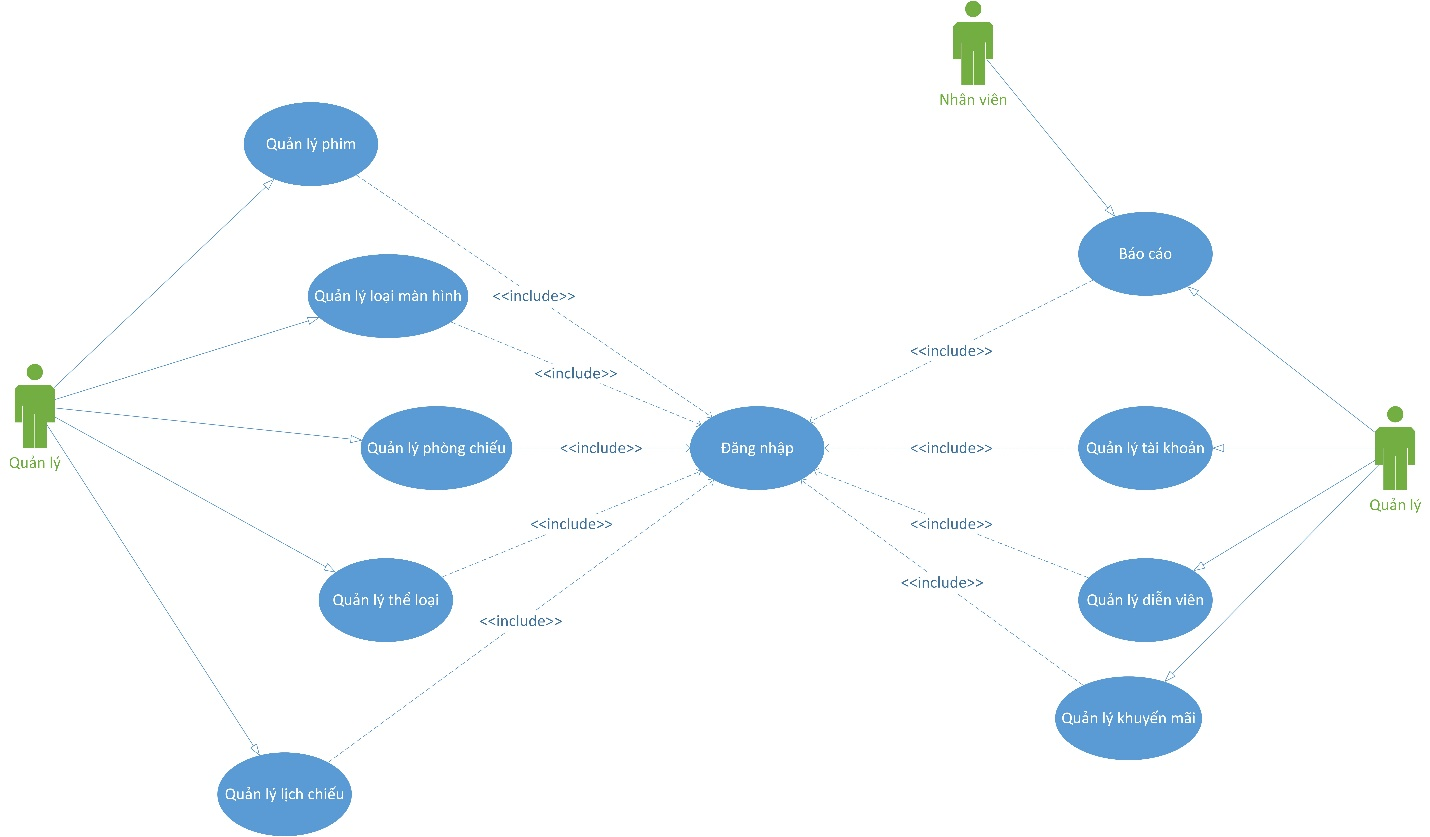 Nhân viên
Quản lý phim
Báo cáo
Quản lý loại màn hình
<<include>>
<<include>>
<<include>>
Quản lý
Quản lý phòng chiếu
<<include>>
Đăng nhập
<<include>>
Quản lý tài khoản
Quản lý
<<include>>
<<include>>
<<include>>
Quản lý thể loại
Quản lý diễn viên
<<include>>
Quản lý khuyến mãi
Quản lý lịch chiếu